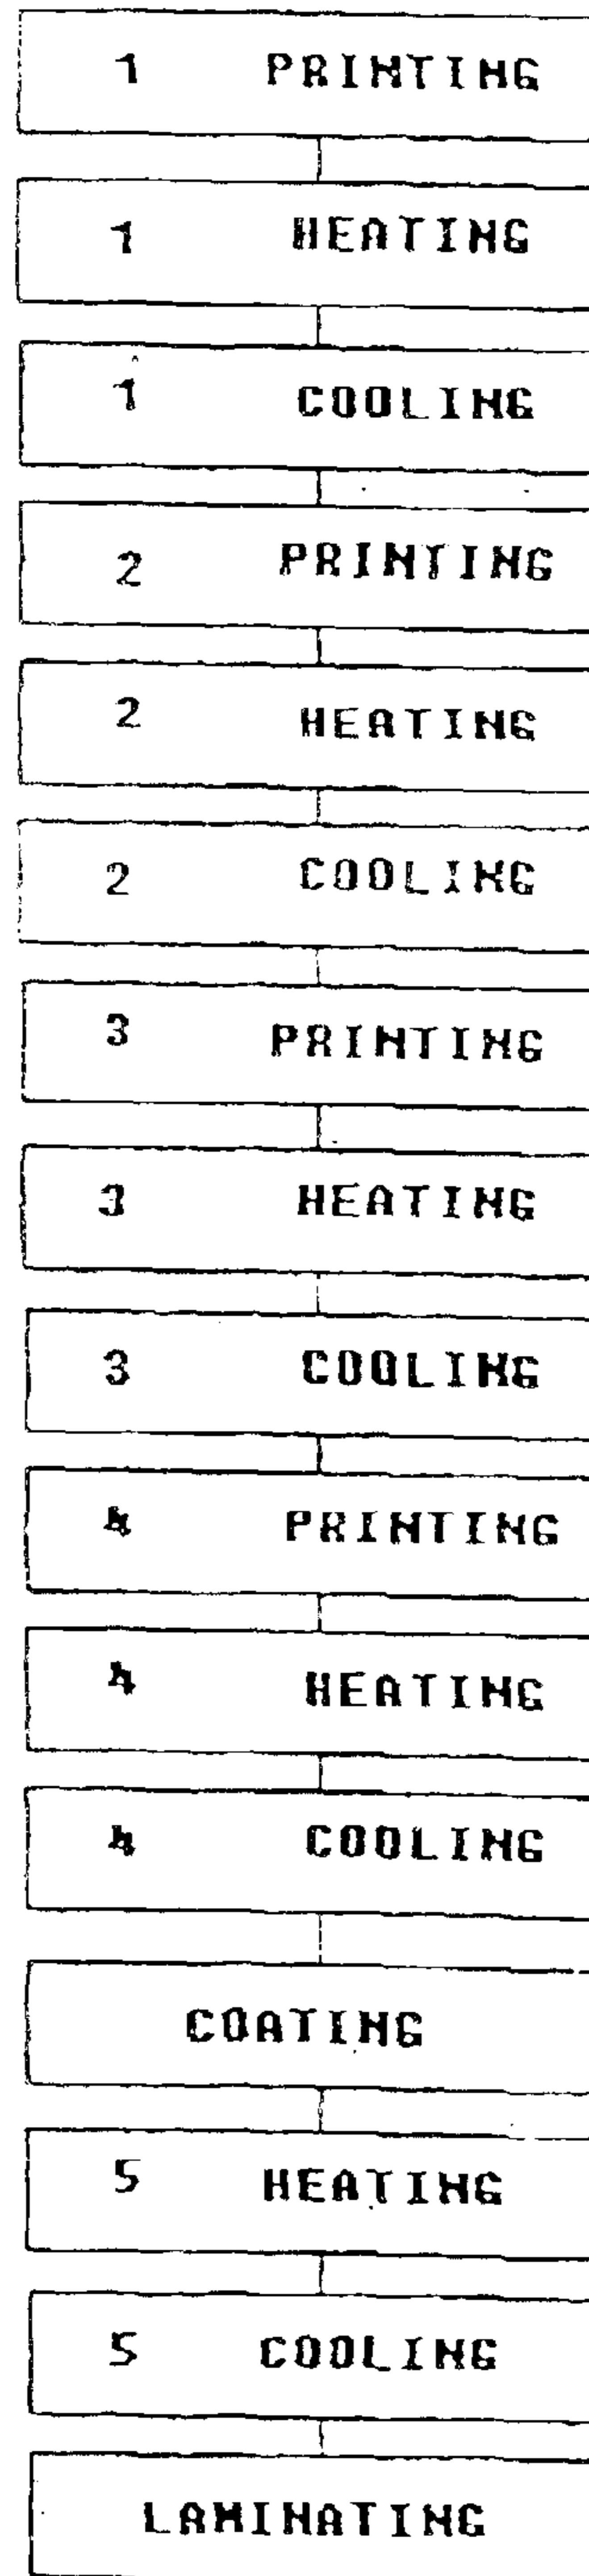 1 PRINTING
1 HEATING
1 COOLING
2 PRINTING
2 HEATING
2 COOLING
3 PRINTING
3 HEATING
3 COOLING
4 PRINTING
4 HEATING
4 COOLING
COATING
5 HEATING
5 COOLING
LAMINATING